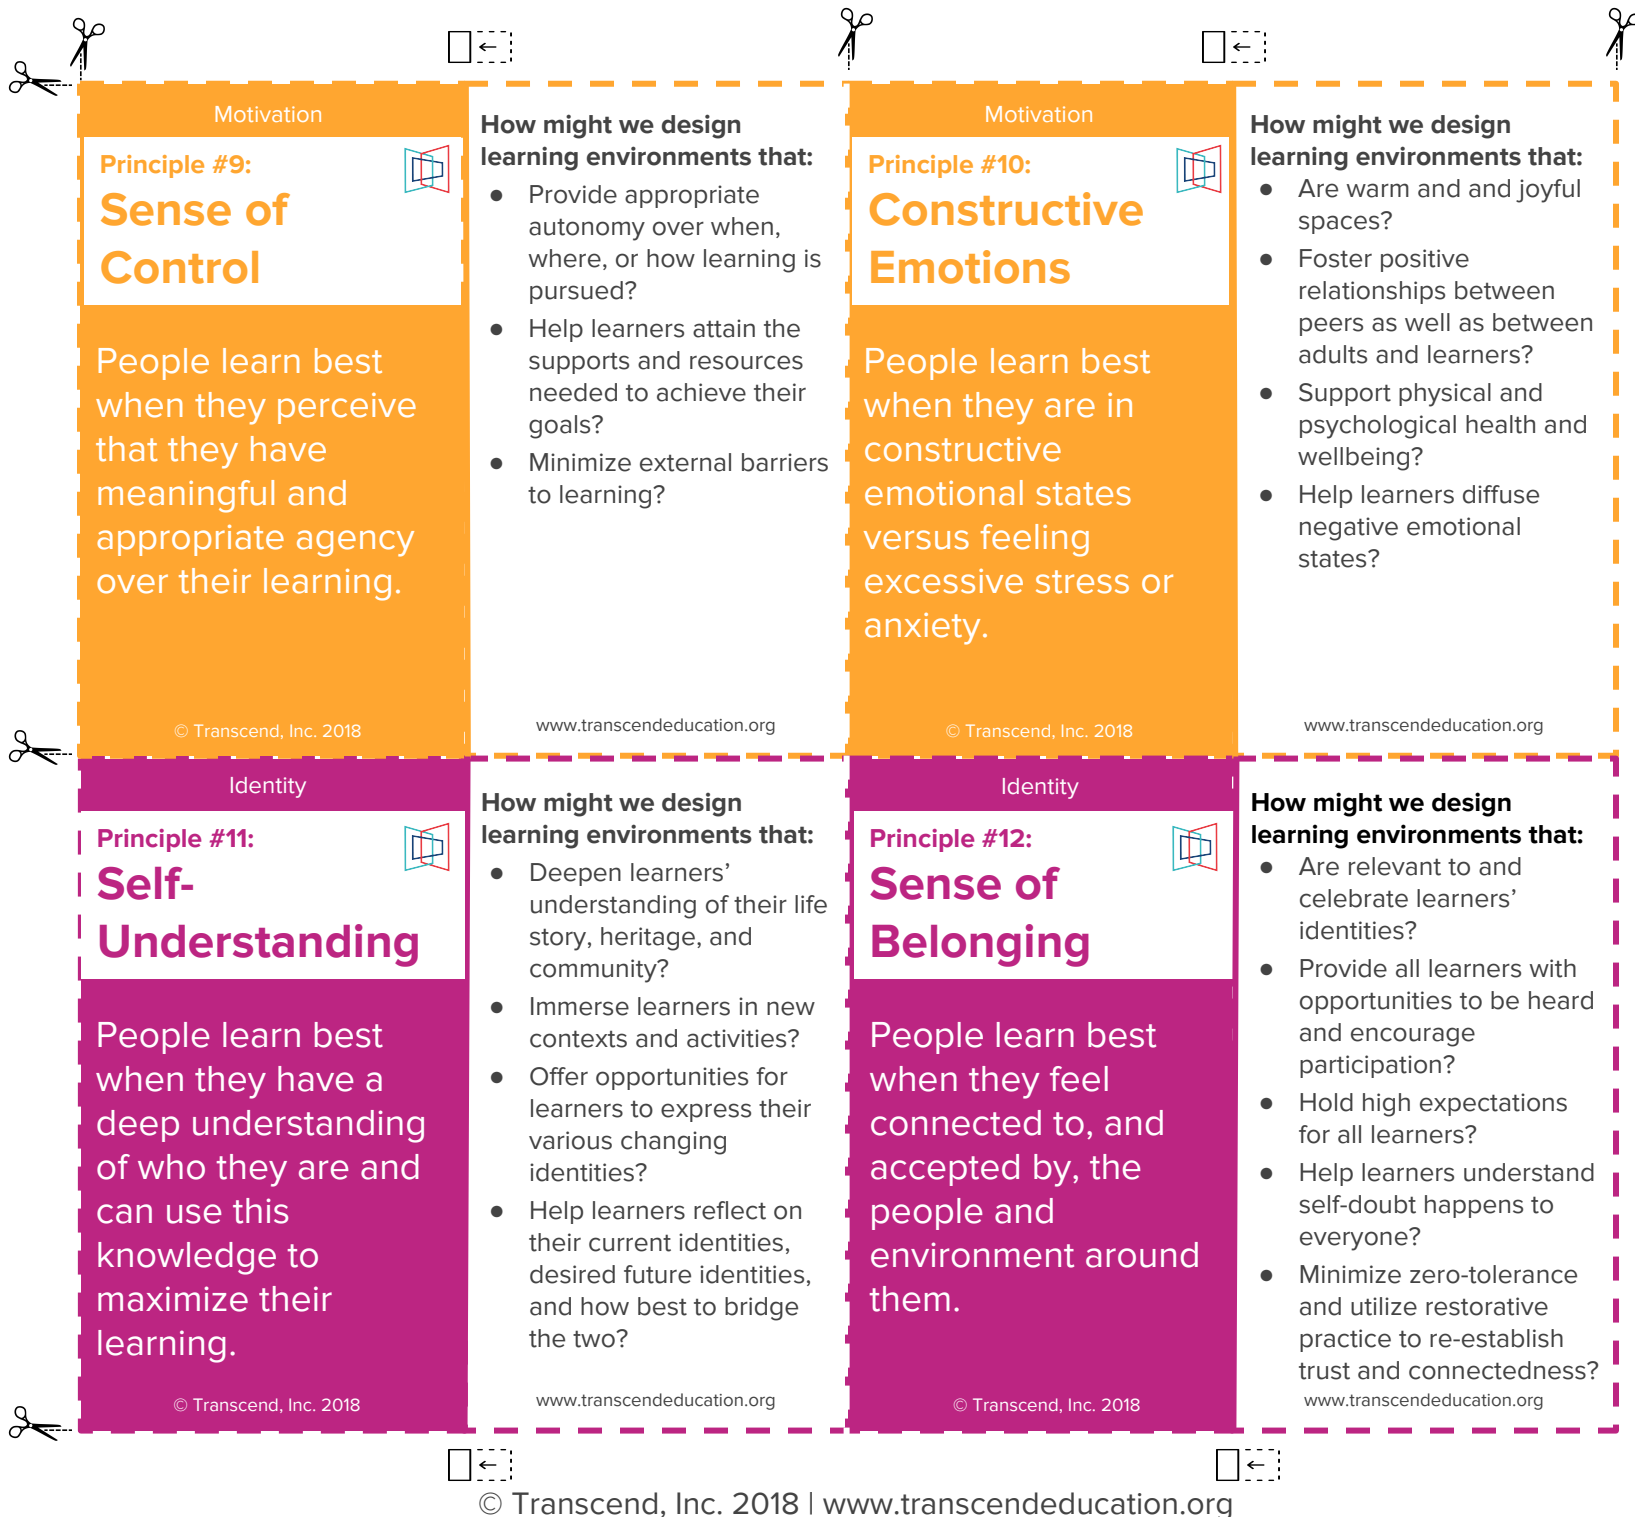 Motivation
Principle #9:
Sense of
Control
People learn best
when they perceive
that they have
meaningful and
appropriate agency
over their learning.
© Transcend, Inc. 2018
How might we design
learning environments that:
● Provide appropriate
autonomy over when,
where, or how learning is
pursued?
● Help learners attain the
supports and resources
needed to achieve their
goals?
● Minimize external barriers
to learning?
www.transcendeducation.org
Motivation
Principle #10:
Constructive
Emotions
People learn best
when they are in
constructive
emotional states
versus feeling
excessive stress or
anxiety.
© Transcend, Inc. 2018
How might we design
learning environments that:
● Are warm and and joyful
spaces?
● Foster positive
relationships between
peers as well as between
adults and learners?
● Support physical and
psychological health and
wellbeing?
● Help learners diffuse
negative emotional
states?
www.transcendeducation.org
Identity
Principle #11:
Self-
Understanding
People learn best
when they have a
deep understanding
of who they are and
can use this
knowledge to
maximize their
learning.
© Transcend, Inc. 2018
How might we design
learning environments that:
● Deepen learners’
understanding of their life
story, heritage, and
community?
● Immerse learners in new
contexts and activities?
● Offer opportunities for
learners to express their
various changing
identities?
● Help learners reflect on
their current identities,
desired future identities,
and how best to bridge
the two?
www.transcendeducation.org
Identity
Principle #12:
Sense of
Belonging
People learn best
when they feel
connected to, and
accepted by, the
people and
environment around
them.
© Transcend, Inc. 2018
How might we design
learning environments that:
● Are relevant to and
celebrate learners’
identities?
● Provide all learners with
opportunities to be heard
and encourage
participation?
● Hold high expectations
for all learners?
● Help learners understand
self-doubt happens to
everyone?
● Minimize zero-tolerance
and utilize restorative
practice to re-establish
trust and connectedness?
www.transcendeducation.org
© Transcend, Inc. 2018 | www.transcendeducation.org